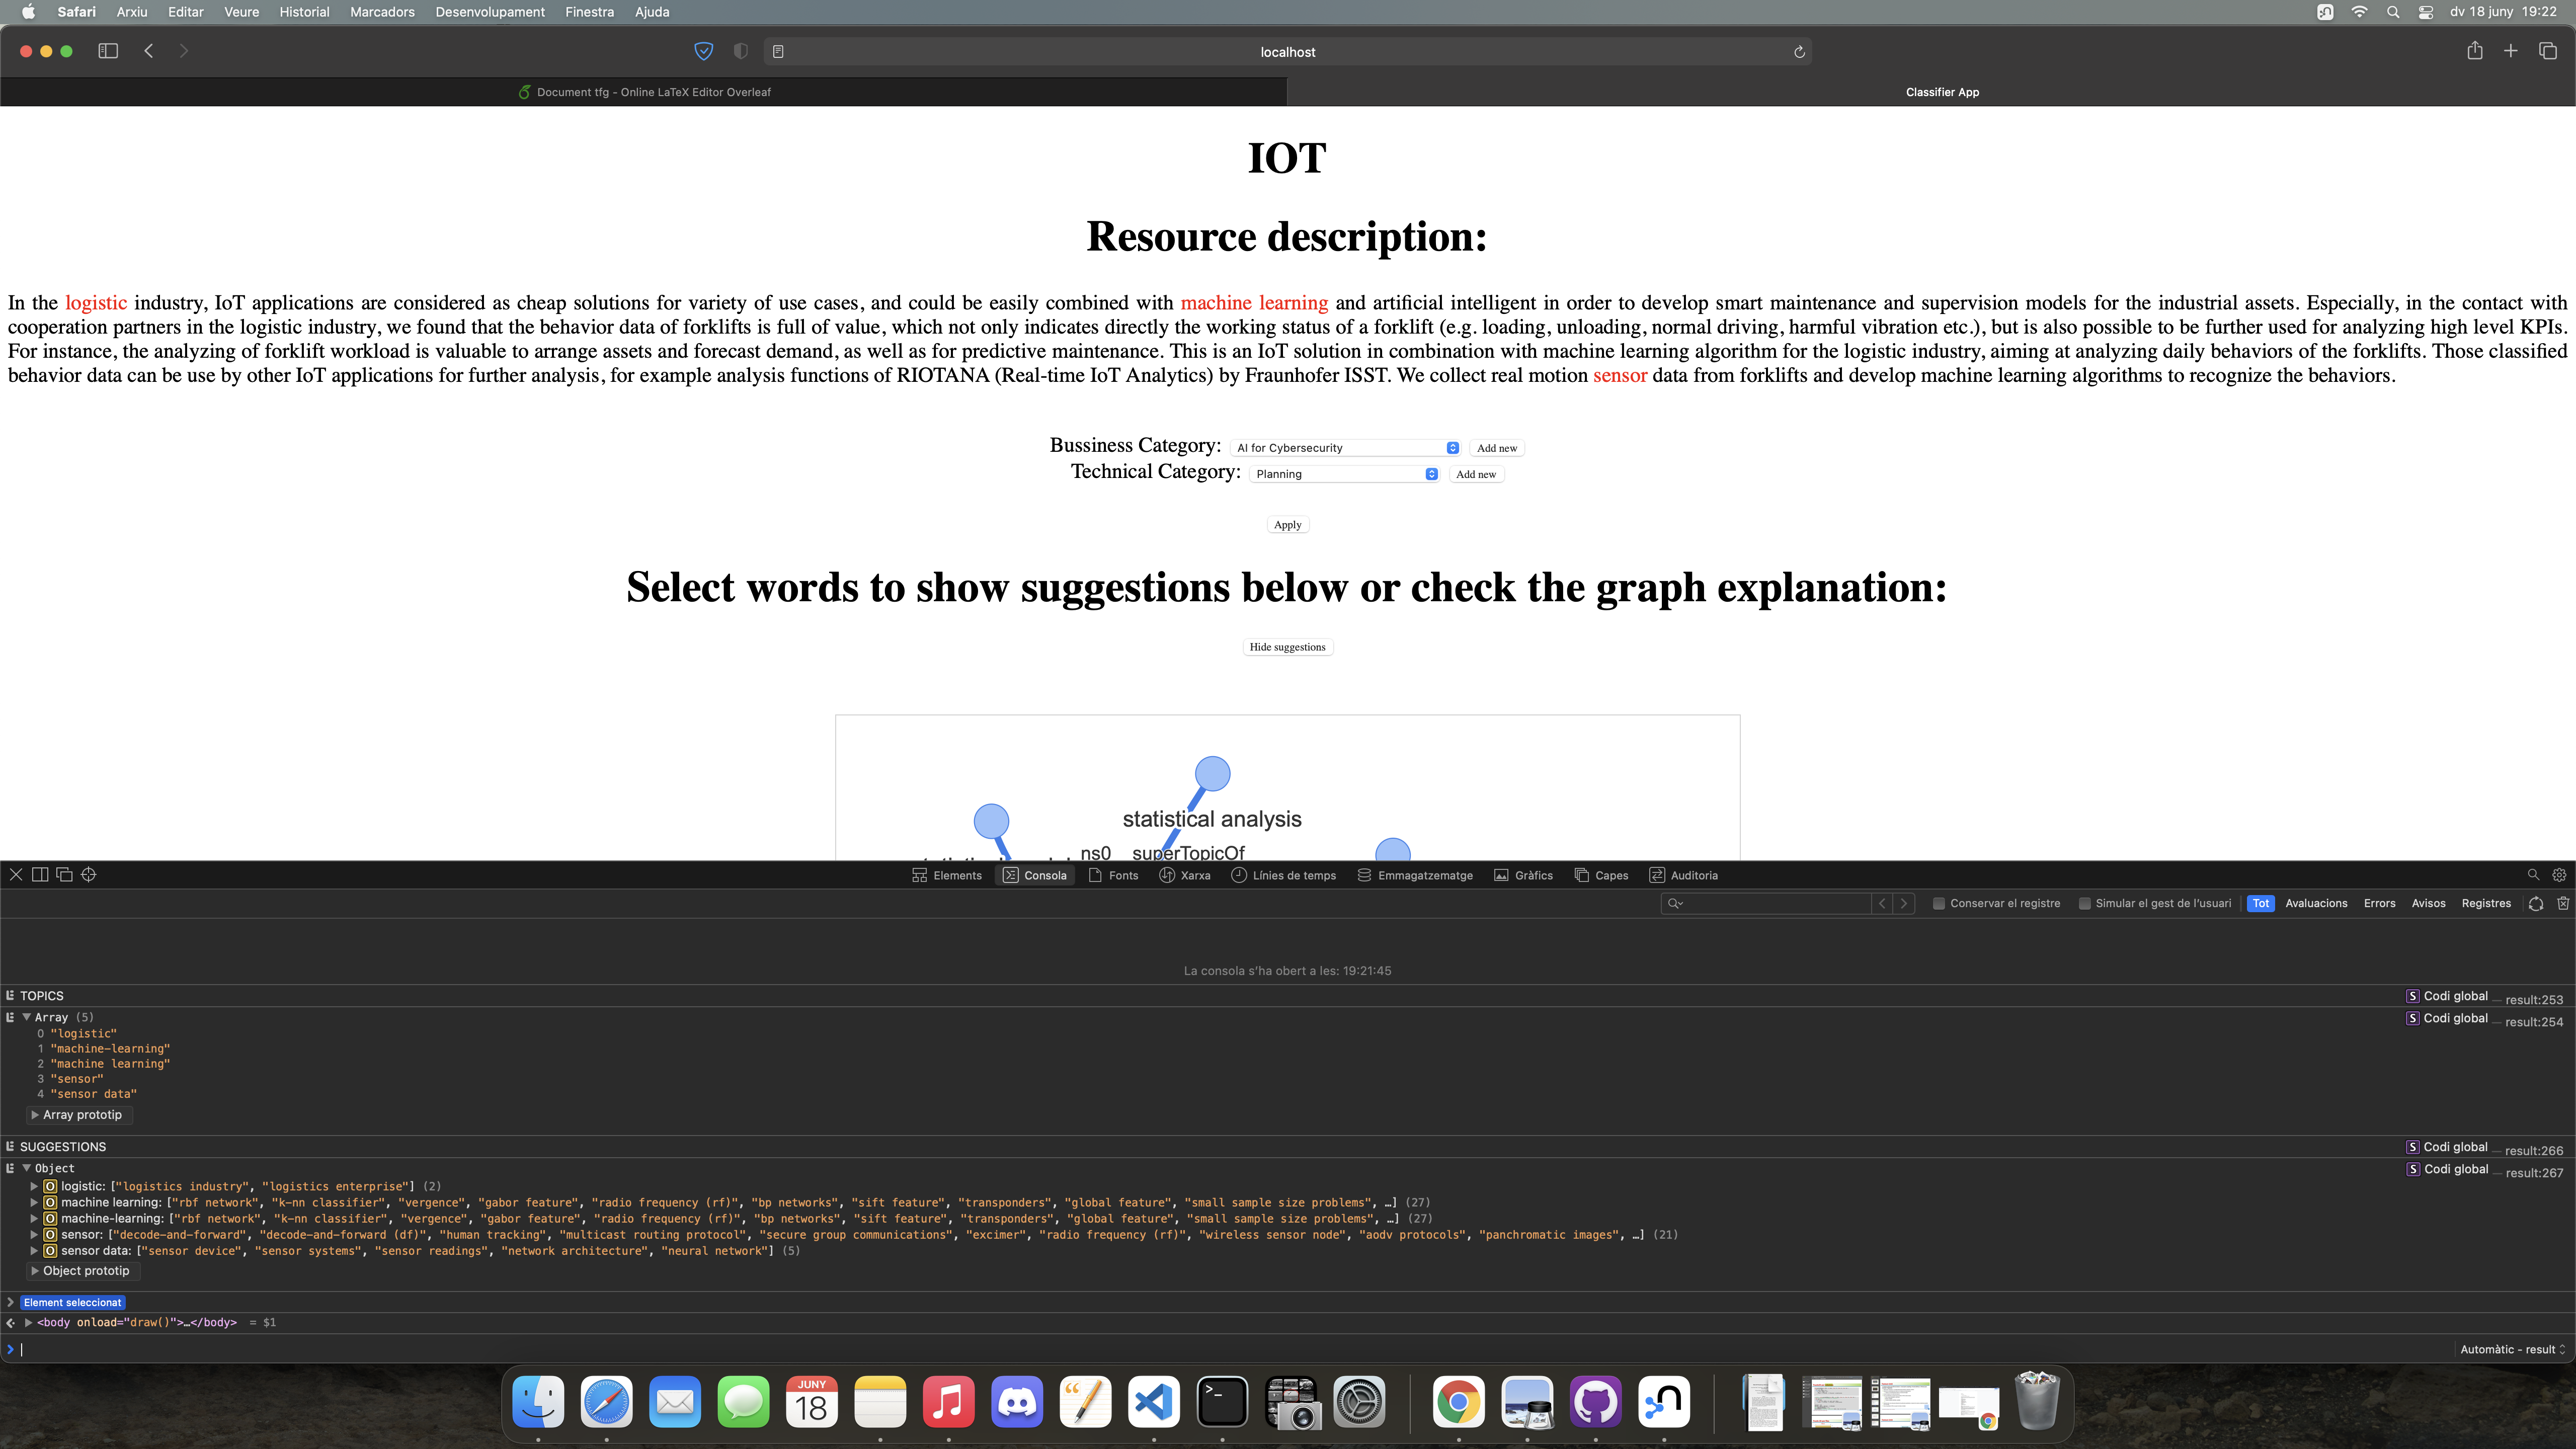 Safari Arxiu Editar Veure Historial Marcadors Desenvolupament Finestra Ajuda dv 18 juny 19:22
localhost
Document tfg - Online LaTeX Editor Overleaf Classifier App
IOT
Resource description:
In the logistic industry, IoT applications are considered as cheap solutions for variety of use cases, and could be easily combined with machine learning and artificial intelligent in order to develop smart maintenance and supervision models for the industrial assets. Especially, in the contact with
cooperation partners in the logistic industry, we found that the behavior data of forklifts is full of value, which not only indicates directly the working status of a forklift (e.g. loading, unloading, normal driving, harmful vibration etc.), but is also possible to be further used for analyzing high level KPIs.
For instance, the analyzing of forklift workload is valuable to arrange assets and forecast demand, as well as for predictive maintenance. This is an IoT solution in combination with machine learning algorithm for the logistic industry, aiming at analyzing daily behaviors of the forklifts. Those classified
behavior data can be use by other IoT applications for further analysis, for example analysis functions of RIOTANA (Real-time IoT Analytics) by Fraunhofer ISST. We collect real motion sensor data from forklifts and develop machine learning algorithms to recognize the behaviors.
Bussiness Category: AI for Cybersecurity Add new
Technical Category: Planning Add new
Apply
Select words to show suggestions below or check the graph explanation:
Hide suggestions
statistical analysis
ns0__superTopicOf
Elements Consola Fonts Xarxa Línies de temps Emmagatzematge Gràfics Capes Auditoria
Conservar el registre Simular el gest de l'usuari Tot Avaluacions Errors Avisos Registres
La consola s'ha obert a les: 19:21:45
TOPICS S Codi global — result:253
Array (5) S Codi global — result:254
0 "logistic"
1 "machine-learning"
2 "machine learning"
3 "sensor"
4 "sensor data"
Array prototip
SUGGESTIONS S Codi global — result:266
Object S Codi global — result:267
O logistic: ["logistics industry", "logistics enterprise"] (2)
O machine learning: ["rbf network", "k-nn classifier", "vergence", "gabor feature", "radio frequency (rf)", "bp networks", "sift feature", "transponders", "global feature", "small sample size problems", …] (27)
O machine-learning: ["rbf network", "k-nn classifier", "vergence", "gabor feature", "radio frequency (rf)", "bp networks", "sift feature", "transponders", "global feature", "small sample size problems", …] (27)
O sensor: ["decode-and-forward", "decode-and-forward (df)", "human tracking", "multicast routing protocol", "secure group communications", "excimer", "radio frequency (rf)", "wireless sensor node", "aodv protocols", "panchromatic images", …] (21)
O sensor data: ["sensor device", "sensor systems", "sensor readings", "network architecture", "neural network"] (5)
Object prototip
Element seleccionat
<body onload="draw()">…</body> = $1
Automàtic - result
JUNY
18